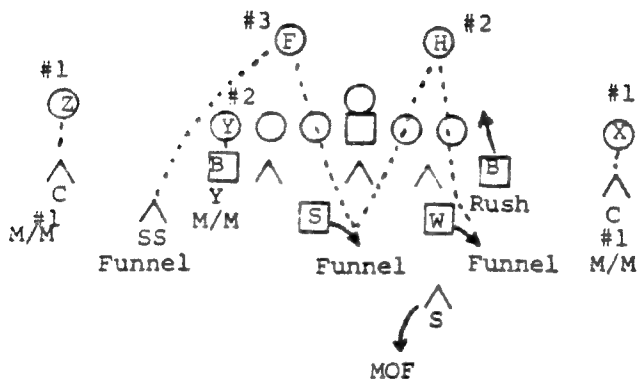 #3
F
H
#2
#1
Z
#2
Y
#1
X
C
#1
M/M
B
Y
M/M
SS
Funnel
S
Funnel
W
Funnel
B
Rush
C
#1
M/M
S
MOF